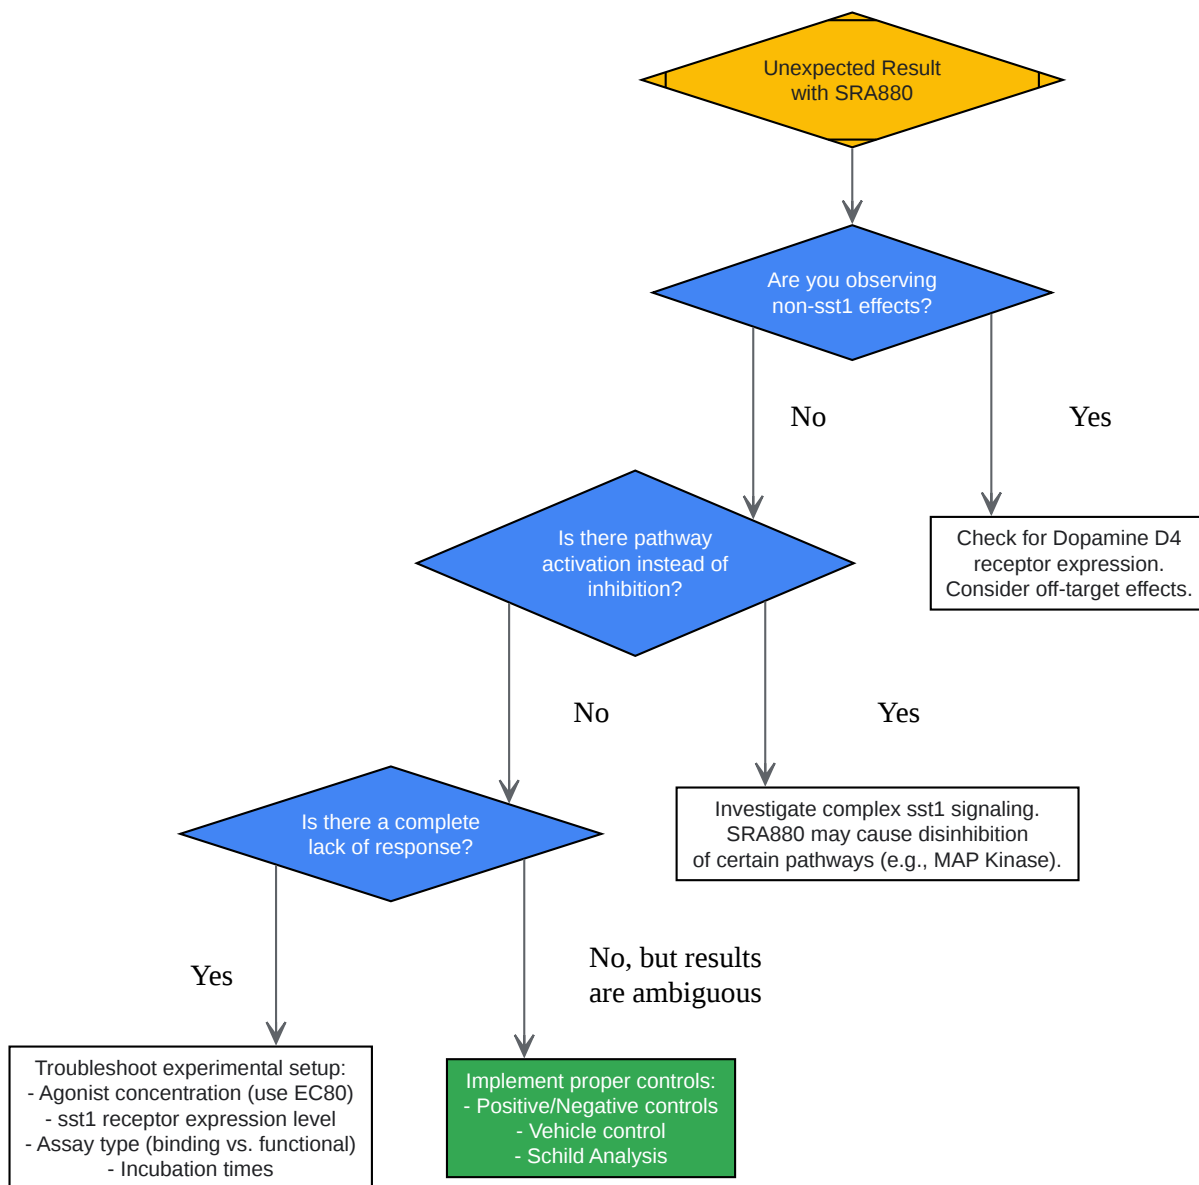 Unexpected Result
with SRA880
Are you observing
non-sst1 effects?
No
Yes
Is there pathway
activation instead of
inhibition?
Check for Dopamine D4
receptor expression.
Consider off-target effects.
No
Yes
Is there a complete
lack of response?
Investigate complex sst1 signaling.
SRA880 may cause disinhibition
of certain pathways (e.g., MAP Kinase).
Yes
No, but results
are ambiguous
Troubleshoot experimental setup:
- Agonist concentration (use EC80)
- sst1 receptor expression level
- Assay type (binding vs. functional)
- Incubation times
Implement proper controls:
- Positive/Negative controls
- Vehicle control
- Schild Analysis